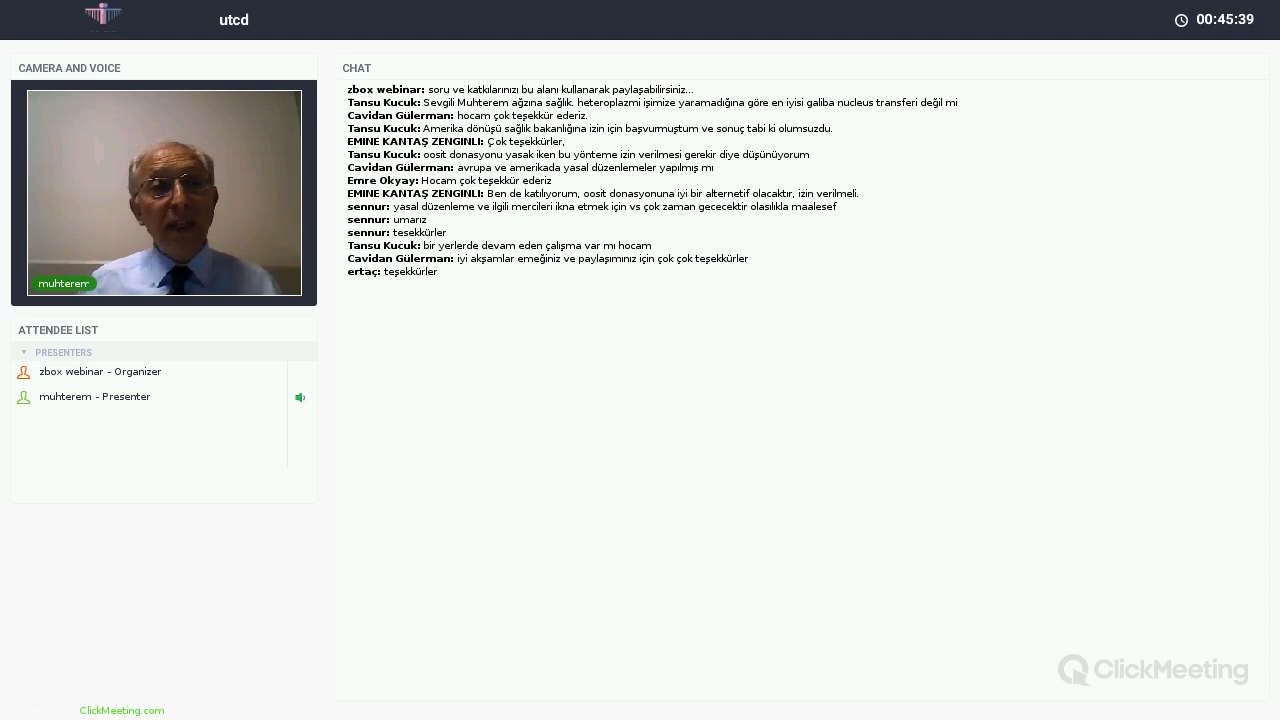 utcd
00:45:39
CAMERA AND VOICE
muhterem
ATTENDEE LIST
PRESENTERS
zbox webinar - Organizer
muhterem - Presenter
CHAT
zbox webinar: soru ve katkılarınızı bu alanı kullanarak paylaşabilirsiniz...
Tansu Kucuk: Sevgili Muhterem ağzına sağlık. heteroplazmi işimize yaramadığına göre en iyisi galiba nucleus transferi değil mi
Cavidan Gülerman: hocam çok teşekkür ederiz.
Tansu Kucuk: Amerika dönüşü sağlık bakanlığına izin için başvurmuştum ve sonuç tabi ki olumsuzdu.
EMINE KANTAŞ ZENGINLI: Çok teşekkürler,
Tansu Kucuk: oosit donasyonu yasak iken bu yönteme izin verilmesi gerekir diye düşünüyorum
Cavidan Gülerman: avrupa ve amerikada yasal düzenlemeler yapılmış mı
Emre Okyay: Hocam çok teşekkür ederiz
EMINE KANTAŞ ZENGINLI: Ben de katılıyorum, oosit donasyonuna iyi bir alternatif olacaktır, izin verilmeli.
sennur: yasal düzenleme ve ilgili mercileri ikna etmek için vs çok zaman gececektir olasılıkla maalesef
sennur: umarız
sennur: tesekkürler
Tansu Kucuk: bir yerlerde devam eden çalışma var mı hocam
Cavidan Gülerman: iyi akşamlar emeğiniz ve paylaşımınız için çok çok teşekkürler
ertaç: teşekkürler
ClickMeeting
ClickMeeting.com